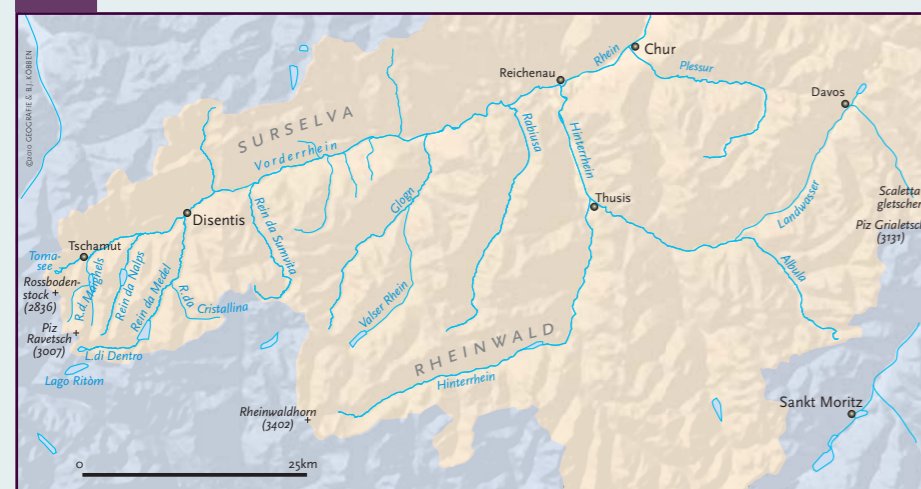 ©2010 GEOGRAFIE & B.J. KÖBBEN
Rhein
Chur
Reichenau
Plessur
Davos
SURSELVA
Vorderrhein
Rabiusa
Hinterrhein
Landwasser
Glogn
Thusis
Scaletta
gletscher
Piz Grialetsch
(3131)
Disentis
Rein da Sumvitg
Tschamut
Toma-
see
Rossboden-
stock +
(2836)
R.d. Maighels
Rein da Nalps
Rein da Medel
R.da
Cristallina
Valser Rhein
Albula
Piz
Ravetsch +
(3007)
L.di Dentro
Lago Ritòm
RHEINWALD
Hinterrhein
Rheinwaldhorn
(3402) +
Sankt Moritz
0
25km